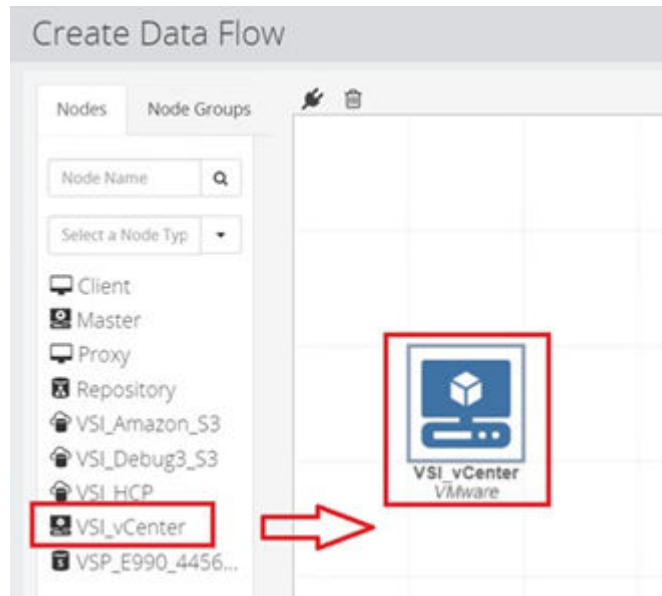 Create Data Flow
Nodes
Node Groups
Node Name
Select a Node Typ
Client
Master
Proxy
Repository
VSI_Amazon_S3
VSI_Debug3_S3
VSI_HCP
VSI_vCenter
VSP_E990_4456...
VSI_vCenter
VMware